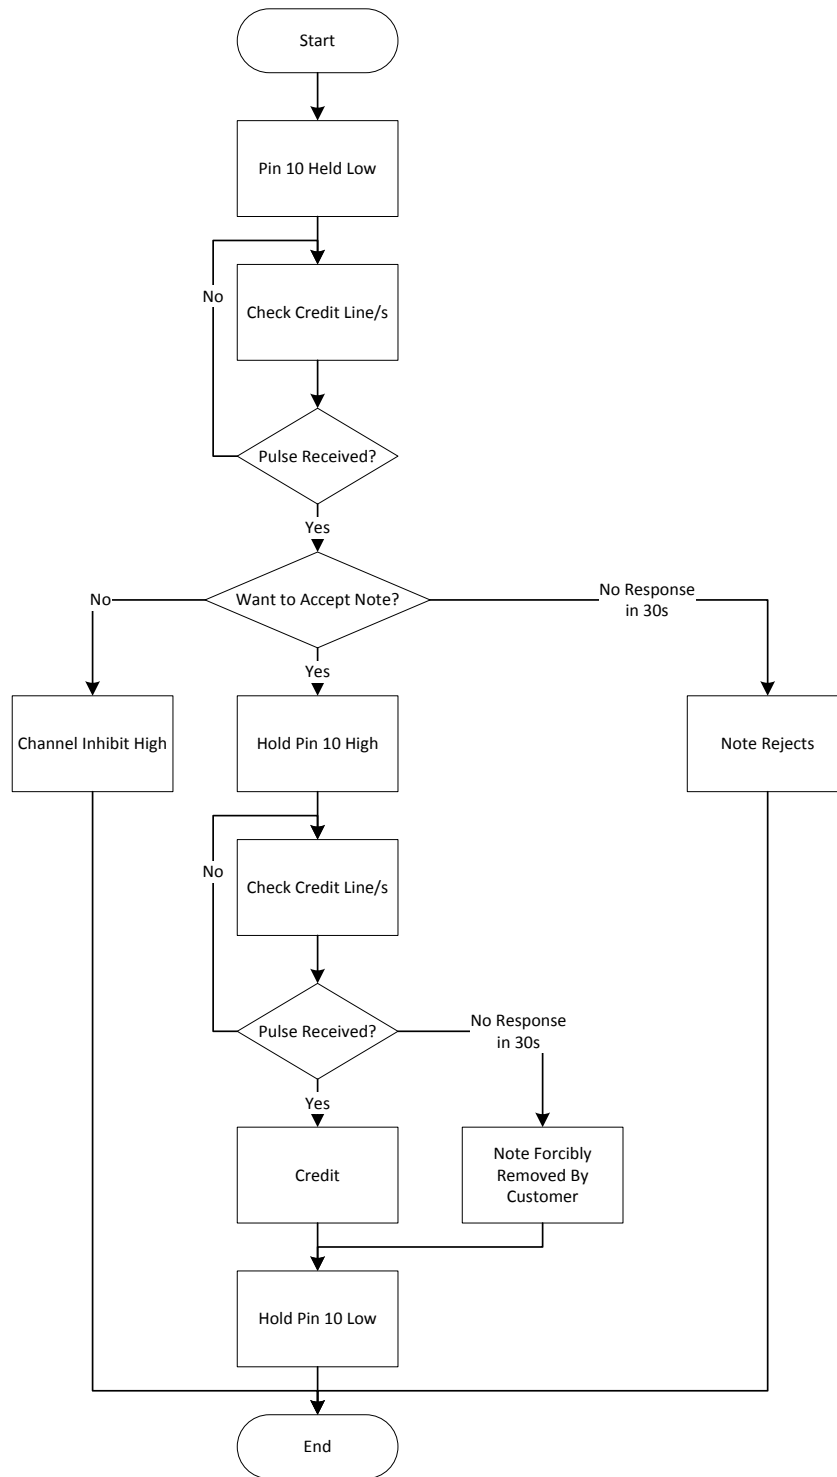 Start
Pin 10 Held Low
No
Check Credit Line/s
Pulse Received?
Yes
No
Want to Accept Note?
No Response
in 30s
Yes
Channel Inhibit High
Hold Pin 10 High
Note Rejects
No
Check Credit Line/s
Pulse Received?
No Response
in 30s
Yes
Credit
Note Forcibly
Removed By
Customer
Hold Pin 10 Low
End